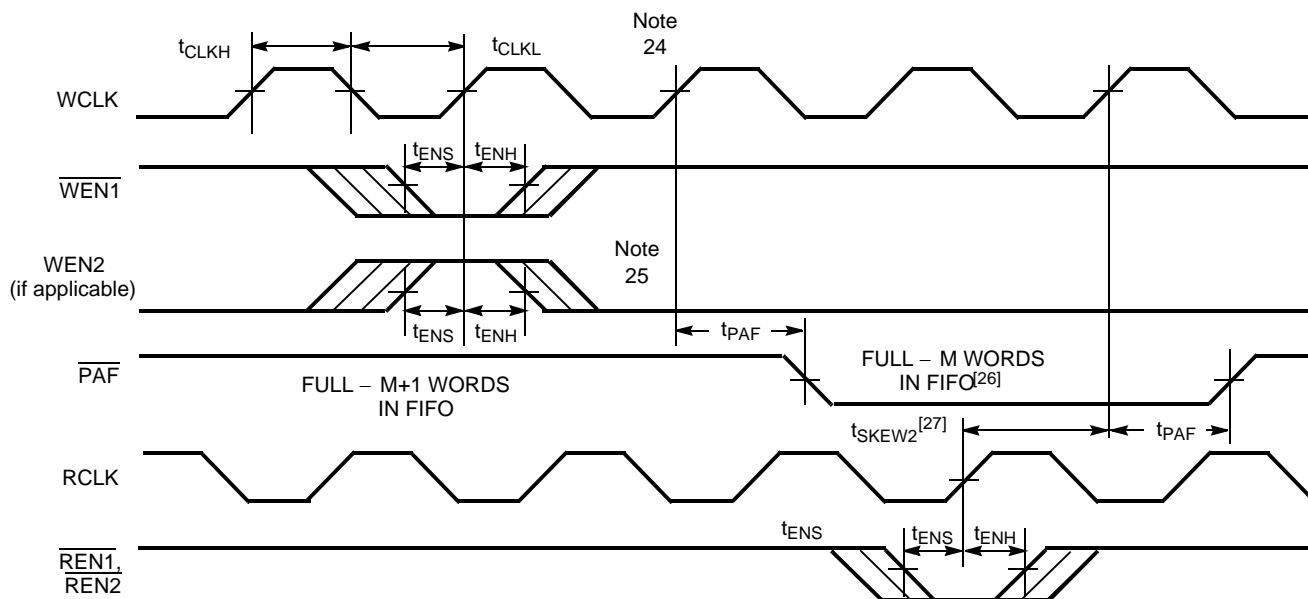 Note
24
tCLKH
tCLKL
WCLK
tENS
tENH
WEN1
WEN2
(if applicable)
Note
25
tENS
tENH
tPAF
PAF
FULL – M+1 WORDS
IN FIFO
FULL – M WORDS
IN FIFO[26]
tSKEW2[27]
tPAF
RCLK
tENS
tENS
tENH
REN1,
REN2